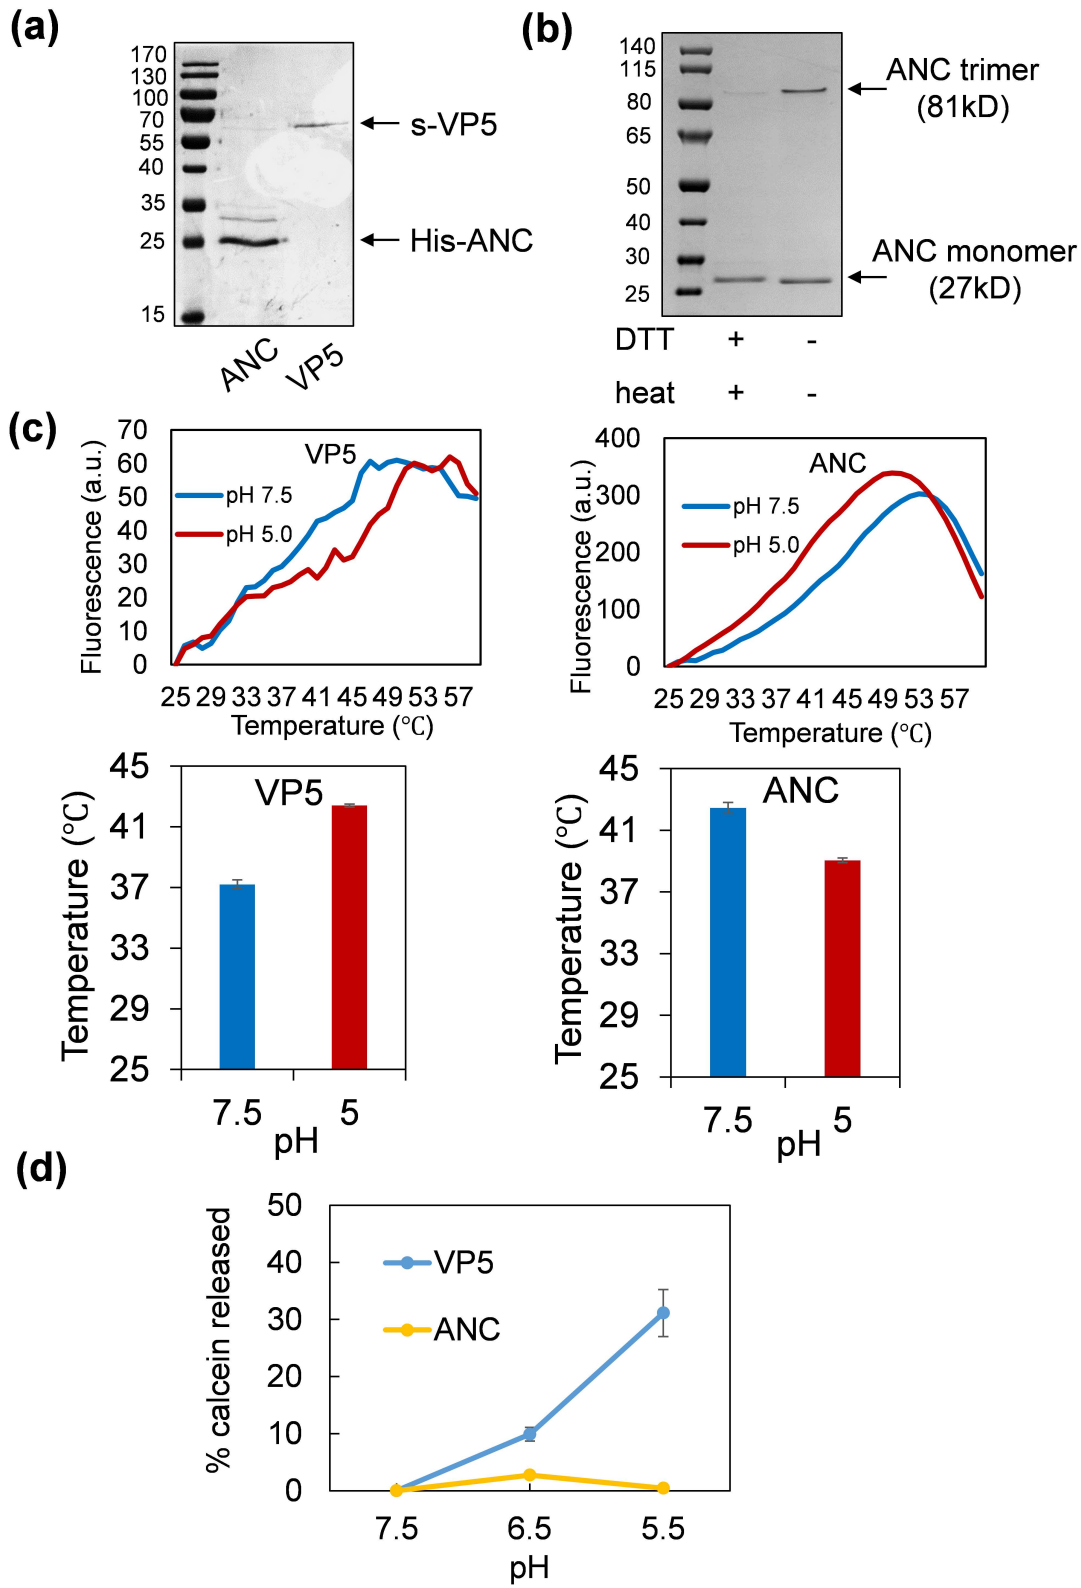 (a)
170
130
100
70
55
40
35
25
15
s-VP5
His-ANC
ANC VP5
(b)
140
115
80
65
50
40
30
25
ANC trimer
(81kD)
ANC monomer
(27kD)
DTT + -
heat + -
(c)
Fluorescence (a.u.)
70
60
50
40
30
20
10
0
VP5
pH 7.5
pH 5.0
25 29 33 37 41 45 49 53 57
Temperature (°C)
Fluorescence (a.u.)
400
300
200
100
0
ANC
pH 7.5
pH 5.0
25 29 33 37 41 45 49 53 57
Temperature (°C)
Temperature (°C)
45
41
37
33
29
25
VP5
7.5 5
pH
Temperature (°C)
45
41
37
33
29
25
ANC
7.5 5
pH
(d)
% calcein released
50
40
30
20
10
0
VP5
ANC
7.5 6.5 5.5
pH